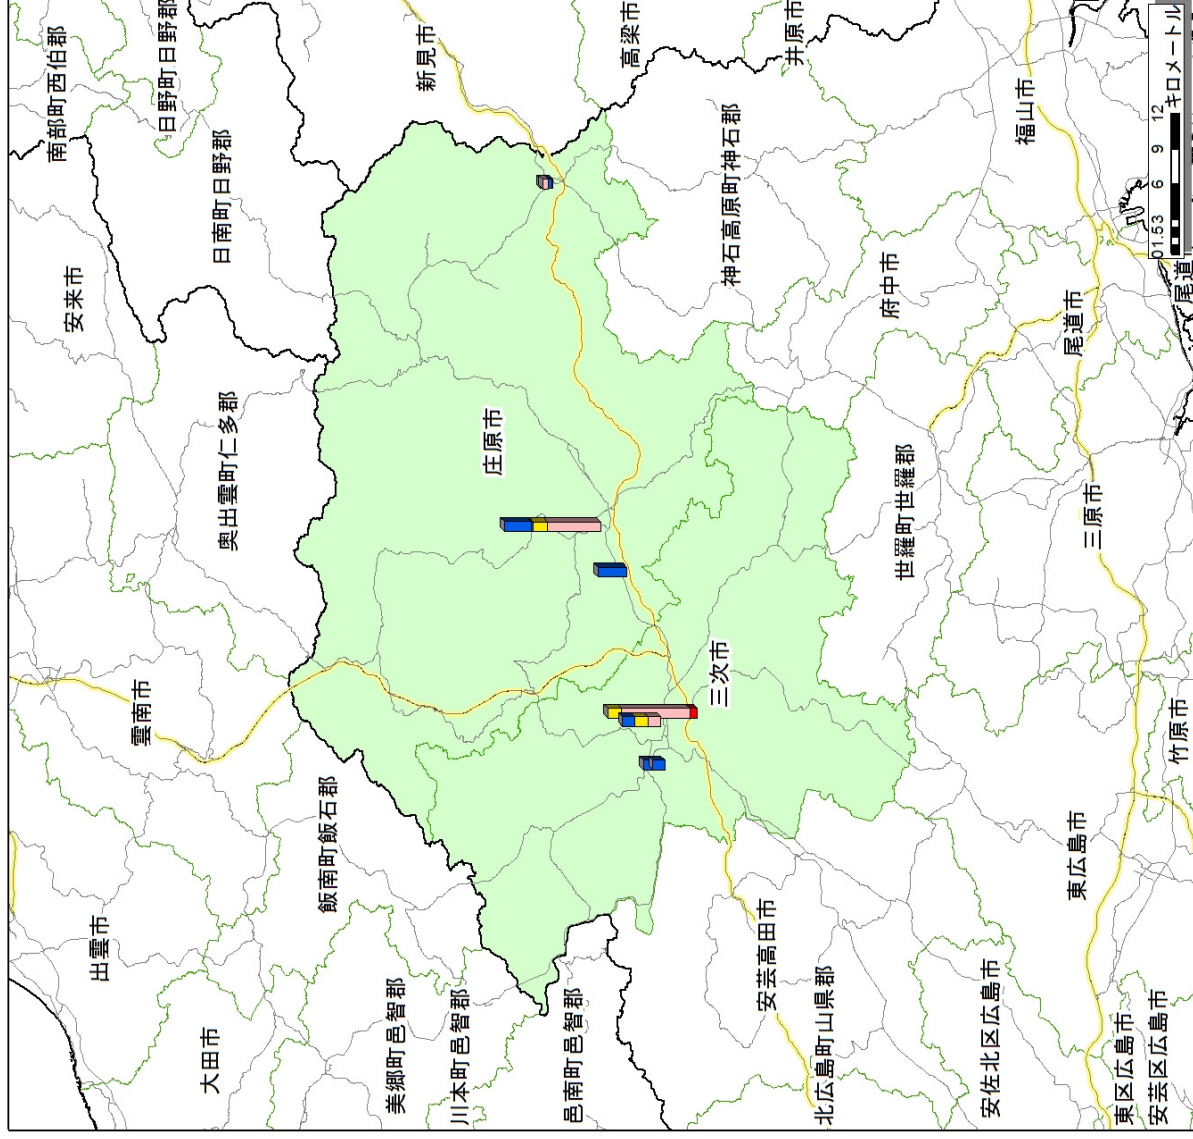 南部町西伯郡
安来市
出雲市
雲南市
日野町日野郡
大田市
日南町日野郡
奥出雲町仁多郡
飯南町飯石郡
美郷町邑智郡
新見市
川本町邑智郡
庄原市
邑南町邑智郡
高梁市
三次市
神石高原町神石郡
安芸高田市
井原市
北広島町山県郡
府中市
世羅町世羅郡
安佐北区広島市
福山市
東広島市
尾道市
三原市
東区広島市
安芸区広島市
01.53 6 9 12
キロメートル
竹原市
尾道